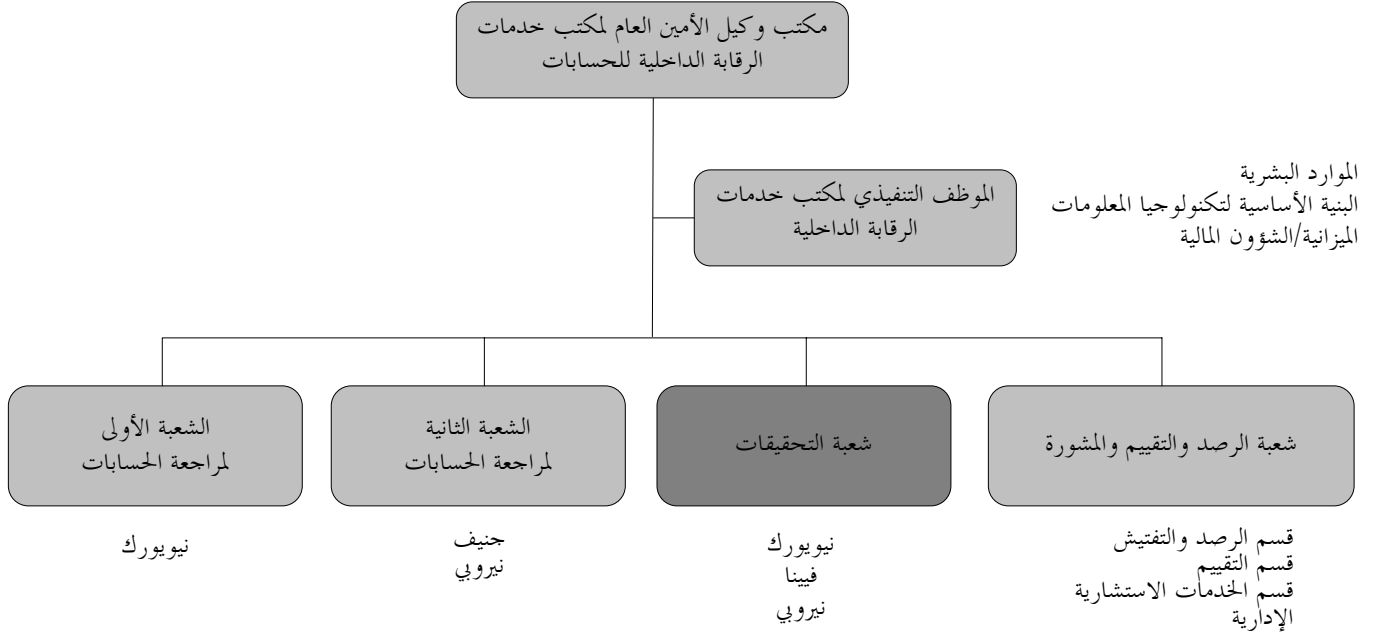 مكتب وكيل الأمين العام لمكتب خدمات
الرقابة الداخلية للحسابات
الموظف التنفيذي لمكتب خدمات
الرقابة الداخلية
الموارد البشرية
البنية الأساسية لتكنولوجيا المعلومات
الميزانية/الشؤون المالية
شعبة الرصد والتقييم والمشورة
قسم الرصد والتفتيش
قسم التقييم
قسم الخدمات الاستشارية
الإدارية
شعبة التحقيقات
نيويورك
فيينا
نيروبي
الشعبة الثانية
لمراجعة الحسابات
جنيف
نيروبي
الشعبة الأولى
لمراجعة الحسابات
نيويورك